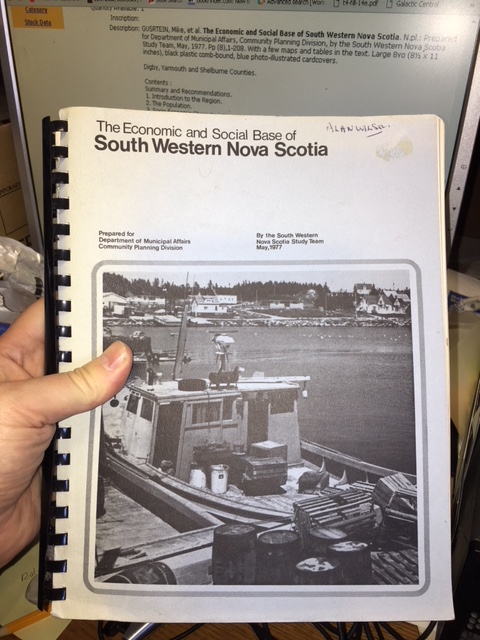 Category
Stock Data
Inscription:
Description: GUSRTEIN, Mike, et al. The Economic and Social Base of South Western Nova Scotia. N.pl.: Prepared
for Department of Municipal Affairs, Community Planning Division, by the South Western Nova Scotia
Study Team, May, 1977. Pp (8),1-208. With a few maps and tables in the text. Large 8vo (8½ x 11
inches), black plastic comb-bound, blue photo-illustrated cardcovers.
Digby, Yarmouth and Shelburne Counties.
Contents :
Summary and Recommendations.
1. Introduction to the Region.
2. The Population.
Galactic Central
ALAN WILSON
The Economic and Social Base of
South Western Nova Scotia
Prepared for
Department of Municipal Affairs
Community Planning Division
By the South Western
Nova Scotia Study Team
May,1977